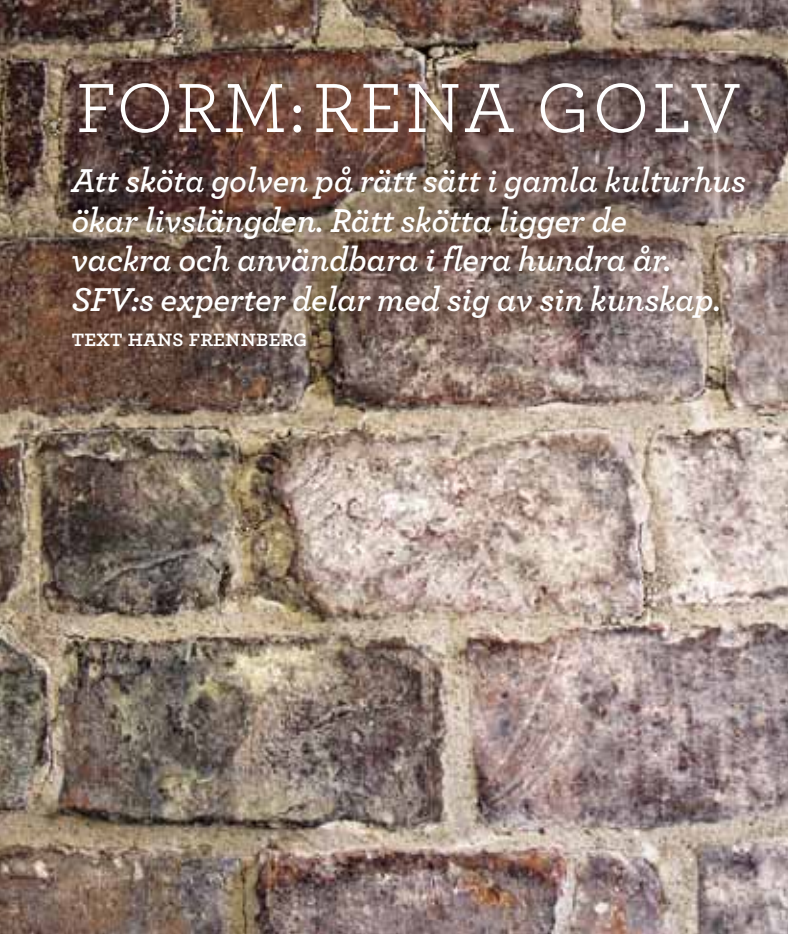 FORM: RENA GOLV
Att sköta golven på rätt sätt i gamla kulturhus
ökar livslängden. Rätt skötta ligger de
vackra och användbara i flera hundra år.
SFV:s experter delar med sig av sin kunskap.
TEXT HANS FRENNBERG